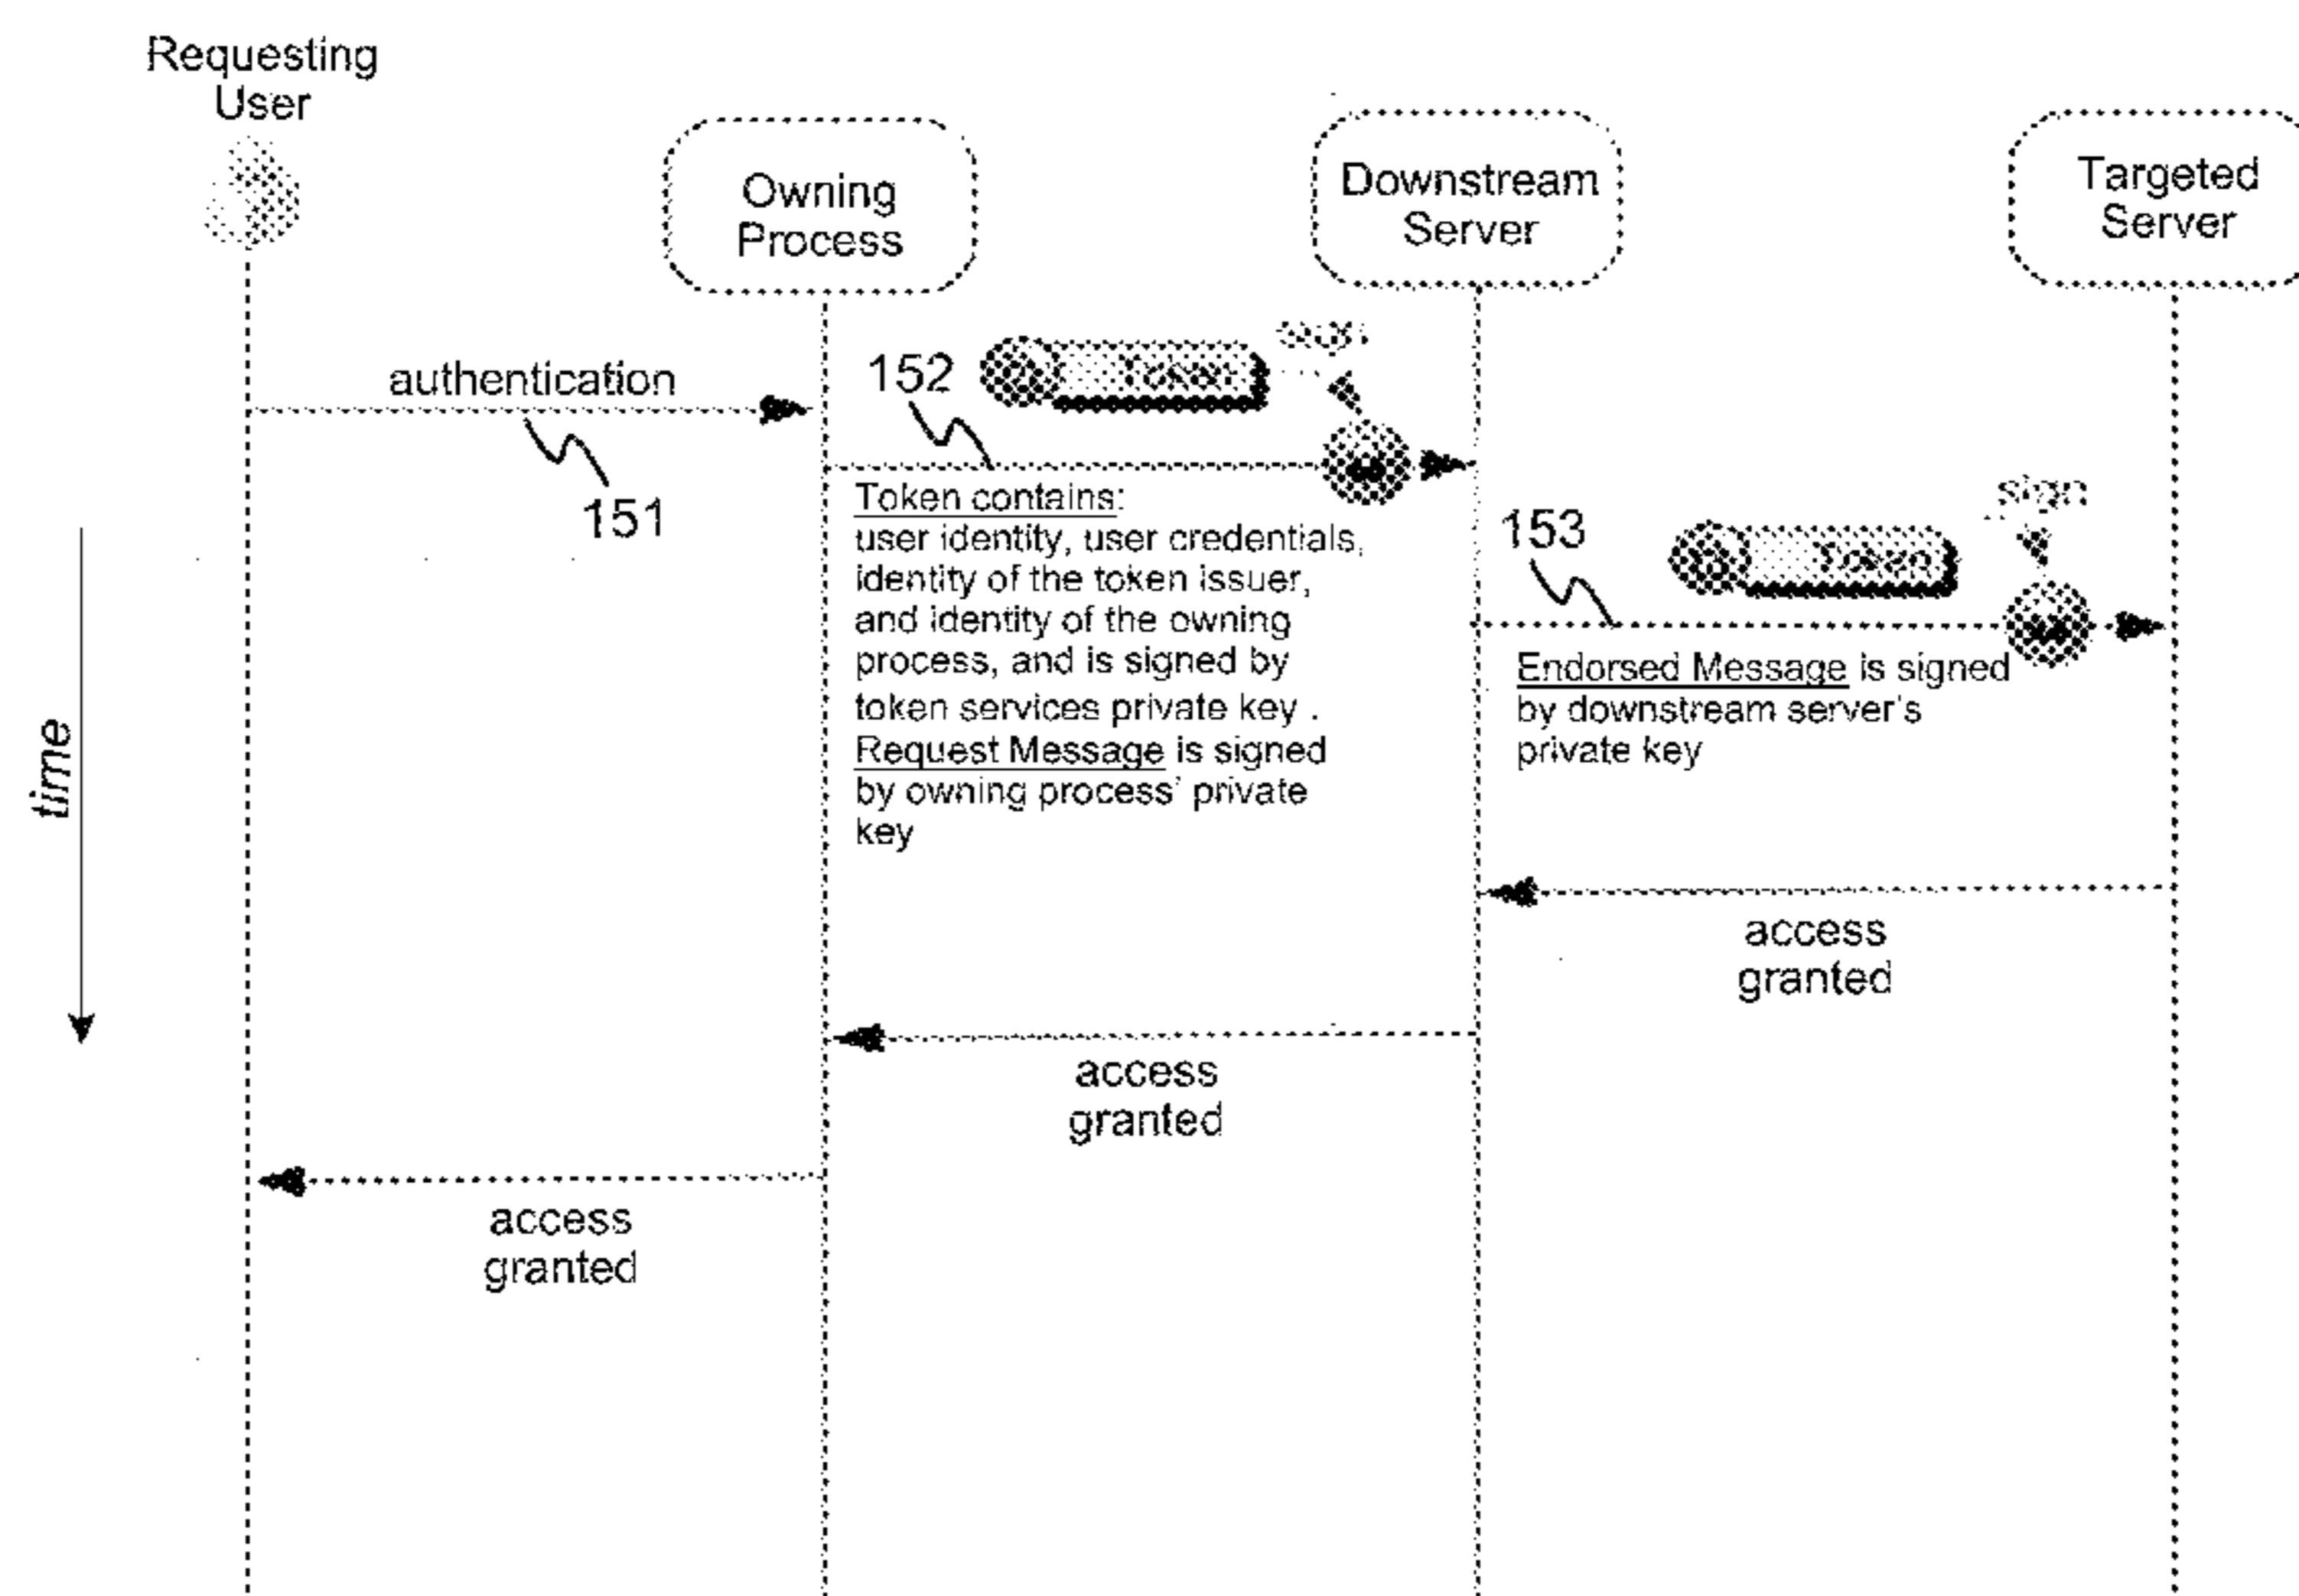 Requesting
User
Owning
Process
Downstream
Server
Targeted
Server
authentication
151
152
Token
Token contains:
user identity, user credentials,
identity of the token issuer,
and identity of the owning
process, and is signed by
token services private key .
Request Message is signed
by owning process' private
key
153
Token
sign
Endorsed Message is signed
by downstream server's
private key
time
access
granted
access
granted
access
granted